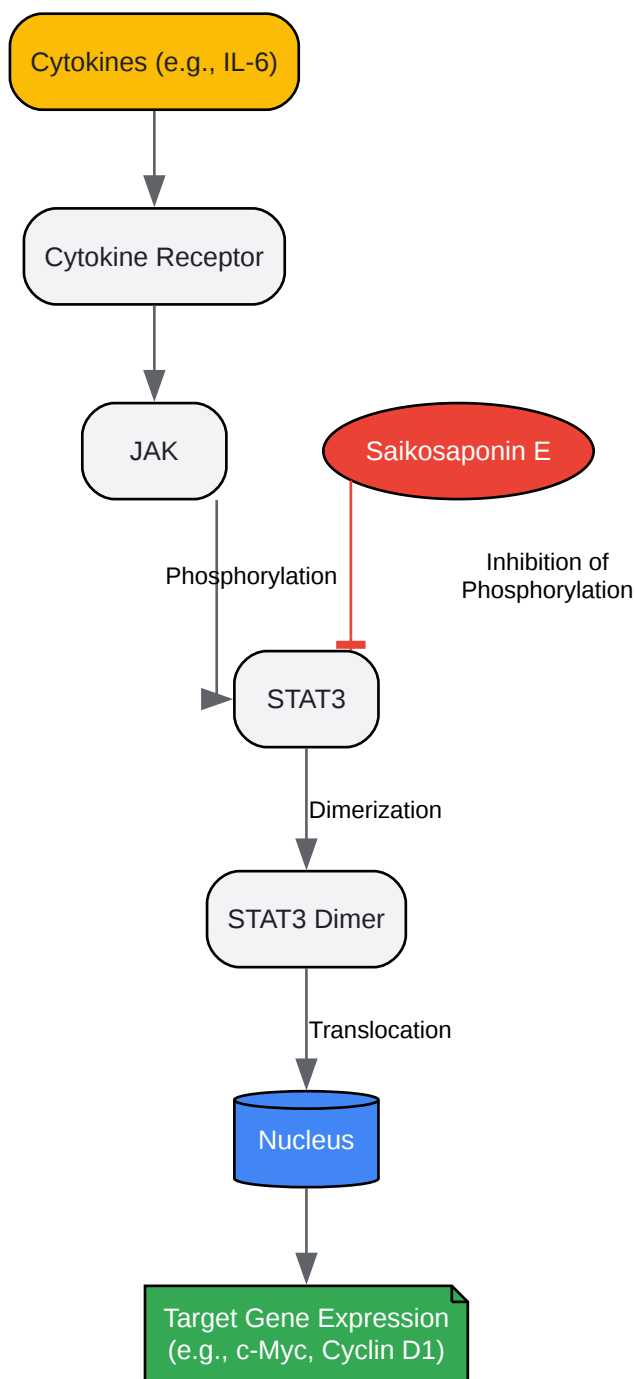 Cytokines (e.g., IL-6)
Cytokine Receptor
JAK
Saikosaponin E
Phosphorylation
Inhibition of
Phosphorylation
STAT3
Dimerization
STAT3 Dimer
Translocation
Nucleus
Target Gene Expression
(e.g., c-Myc, Cyclin D1)